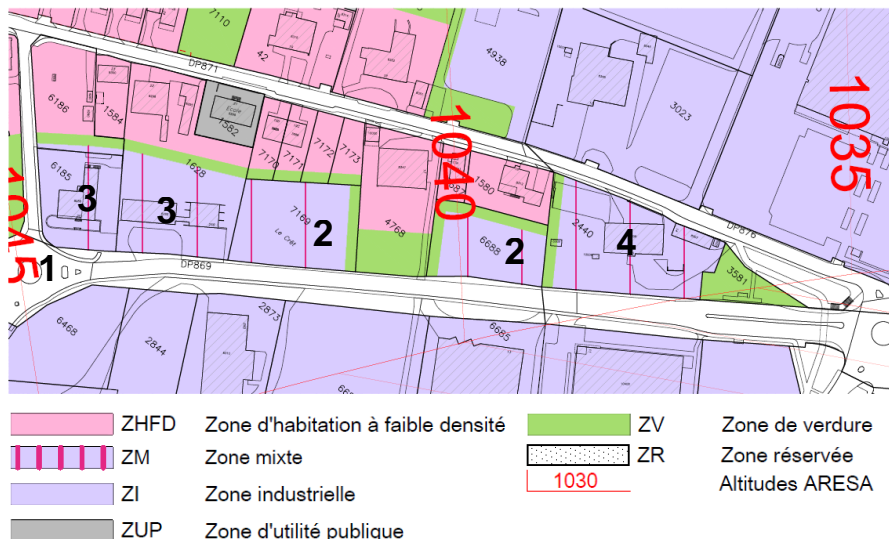 7110
DP871
42
4938
3023
1035
6186
1584
Ecole
1582
1040
7170
7171
7172
7173
1628
6185
3
3
7169
Le Crêt
2
4768
1580
6688
2
2440
4
DP876
3581
1045
1
DP869
6468
2844
2873
6685
ZHFD Zone d'habitation à faible densité
ZM Zone mixte
ZI Zone industrielle
ZUP Zone d'utilité publique
ZV Zone de verdure
ZR Zone réservée
1030 Altitudes ARESA